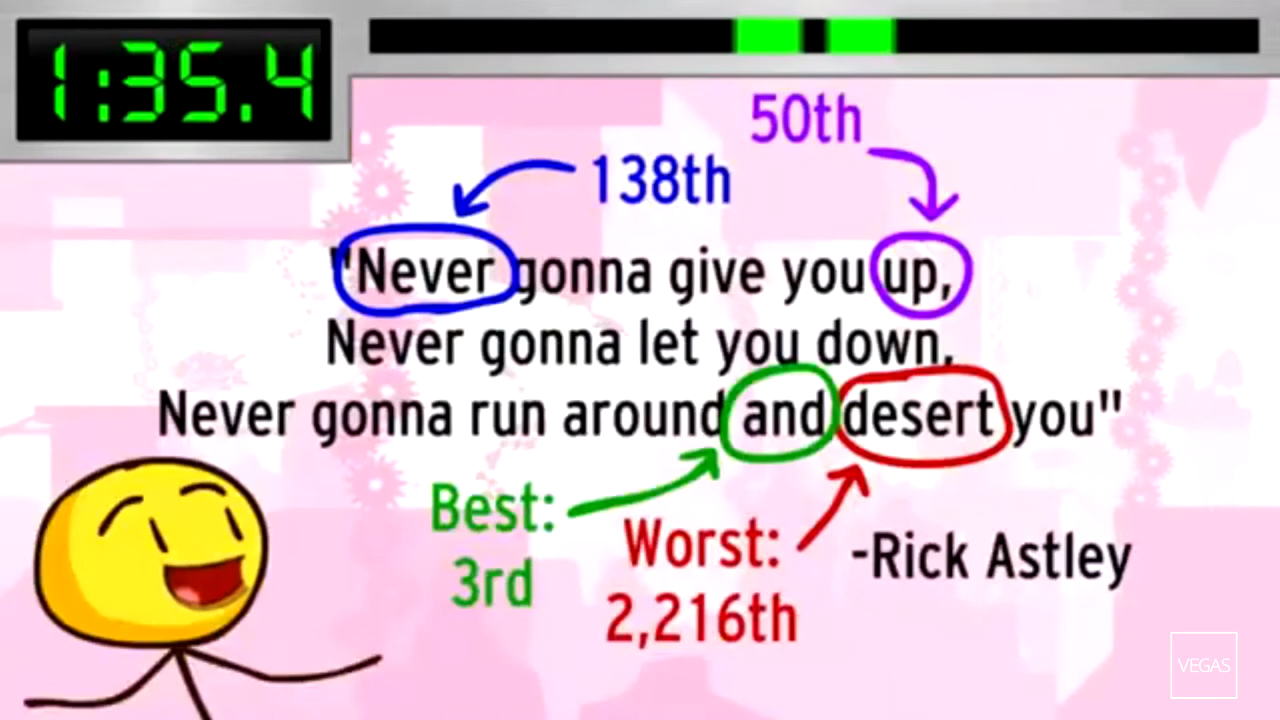 1:35.4
50th
138th
"Never gonna give you up,
Never gonna let you down,
Never gonna run around and desert you"
Best:
3rd
Worst:
2,216th
-Rick Astley
VEGAS